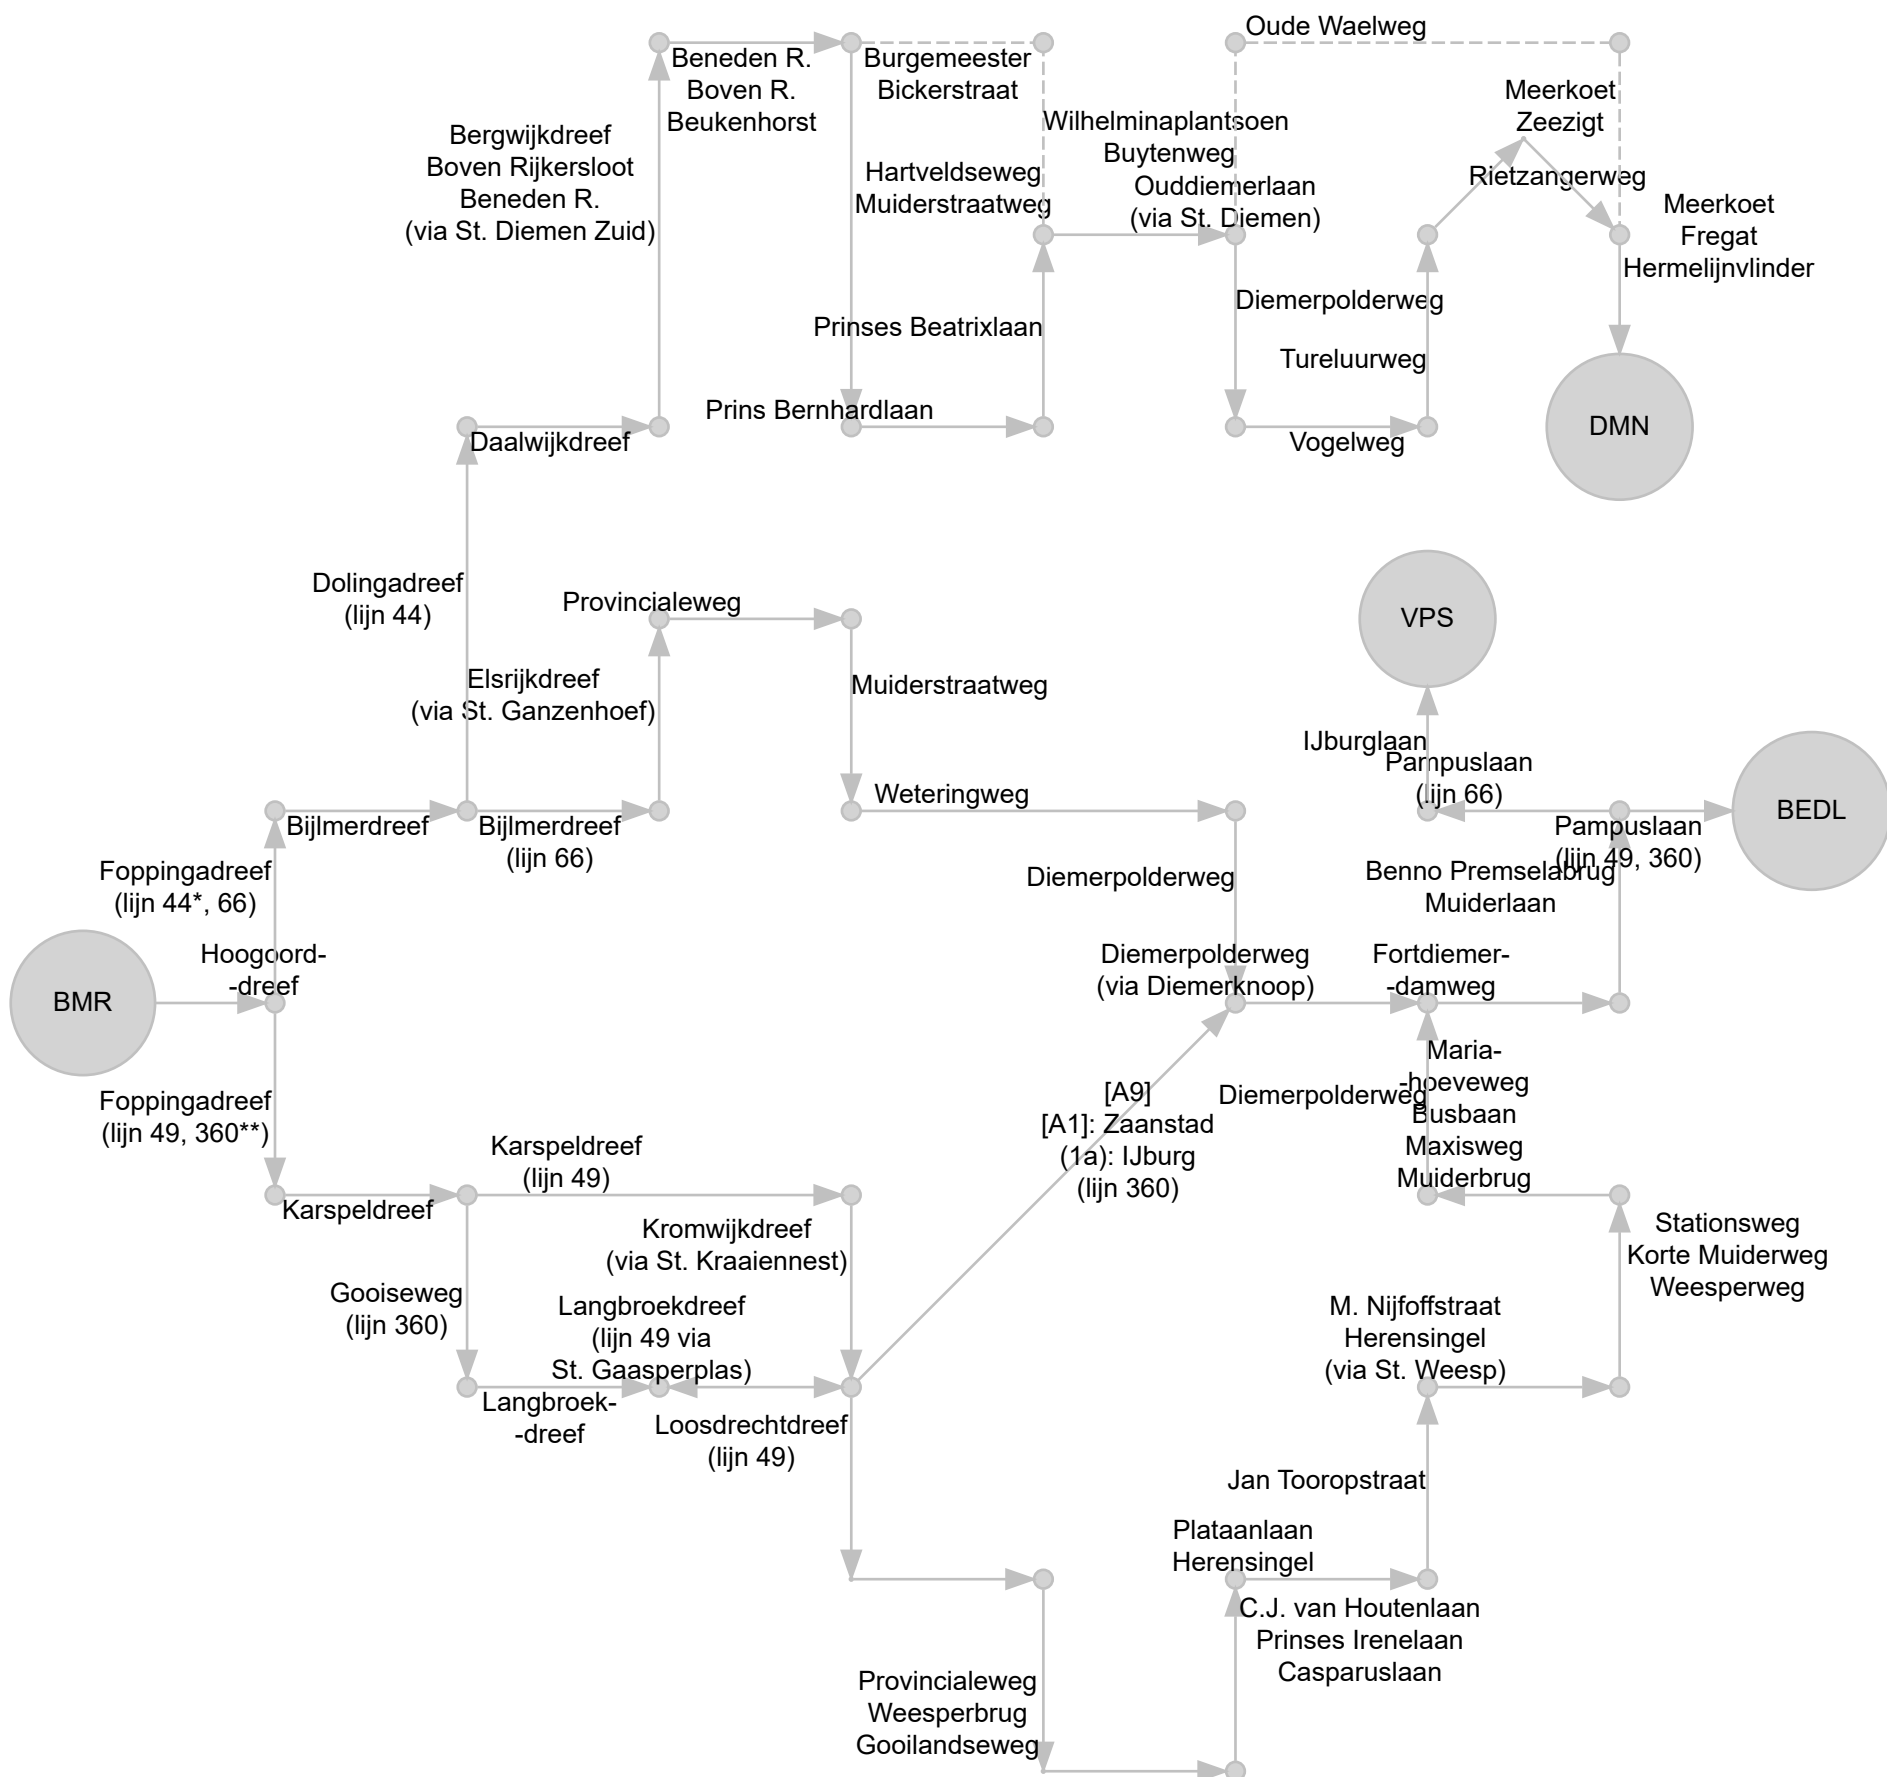 Oude Waelweg
Beneden R.
Boven R.
Beukenhorst
Burgemeester
Bickerstraat
Meerkoet
Zeezigt
Bergwijkdreef
Boven Rijkersloot
Beneden R.
(via St. Diemen Zuid)
Wilhelminaplantsoen
Buytenweg
Ouddiemerlaan
(via St. Diemen)
Hartveldseweg
Muiderstraatweg
Rietzangerweg
Meerkoet
Fregat
Hermelijnvlinder
Diemerpolderweg
Prinses Beatrixlaan
Tureluurweg
Prins Bernhardlaan
Daalwijkdreef
Vogelweg
DMN
Dolingadreef
(lijn 44)
Provincialeweg
VPS
Elsrijkdreef
(via St. Ganzenhoef)
Muiderstraatweg
IJburglaan
Pampuslaan
(lijn 66)
Weteringweg
Bijlmerdreef
Bijlmerdreef
(lijn 66)
Pampuslaan
(lijn 49, 360)
BEDL
Foppingadreef
(lijn 44*, 66)
Diemerpolderweg
Benno Premselabrug
Muiderlaan
Hoogoord-
-dreef
BMR
Diemerpolderweg
(via Diemerknoop)
Fortdiemer-
-damweg
Foppingadreef
(lijn 49, 360**)
[A9]
[A1]: Zaanstad
(1a): IJburg
(lijn 360)
Diemerpolderweg
Maria-
-hoeveweg
Busbaan
Maxisweg
Muiderbrug
Karspeldreef
(lijn 49)
Karspeldreef
Kromwijkdreef
(via St. Kraaiennest)
Stationsweg
Korte Muiderweg
Weesperweg
Gooiseweg
(lijn 360)
Langbroekdreef
(lijn 49 via
St. Gaasperplas)
M. Nijfoffstraat
Herensingel
(via St. Weesp)
Langbroek-
-dreef
Loosdrechtdreef
(lijn 49)
Jan Tooropstraat
Plataanlaan
Herensingel
C.J. van Houtenlaan
Prinses Irenelaan
Casparuslaan
Provincialeweg
Weesperbrug
Gooilandseweg